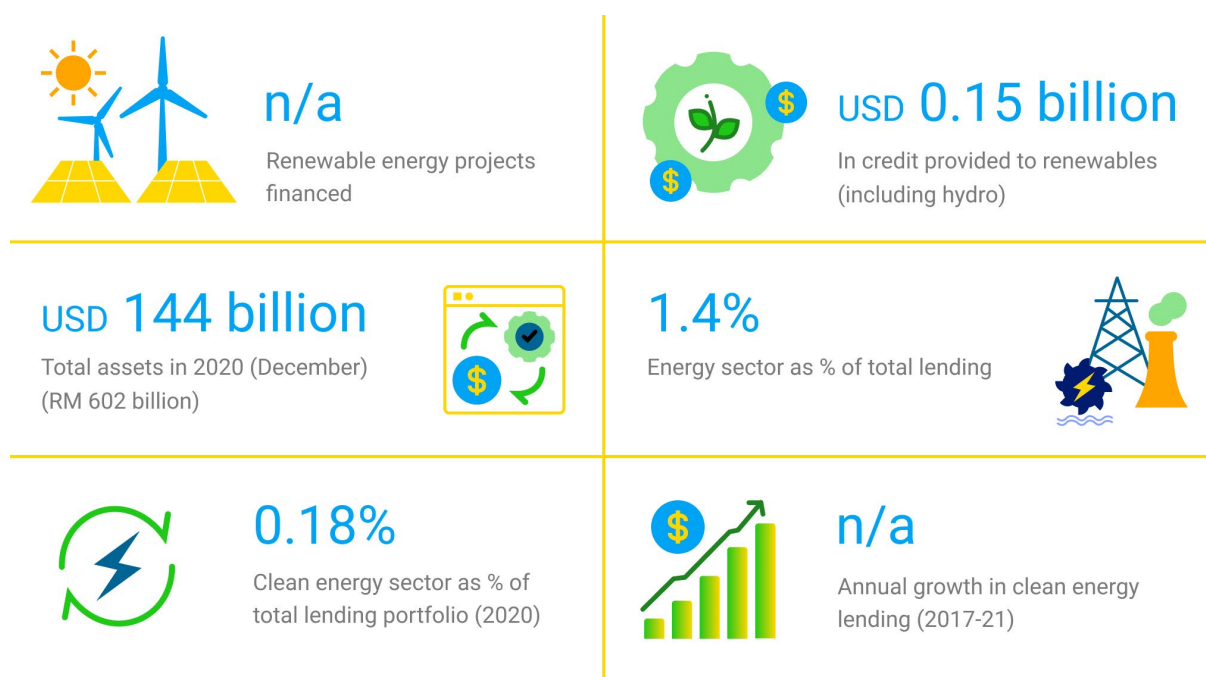 n/a
Renewable energy projects
financed
$
$
USD 0.15 billion
In credit provided to renewables
(including hydro)
USD 144 billion
Total assets in 2020 (December)
(RM 602 billion)
$
1.4%
Energy sector as % of total lending
0.18%
Clean energy sector as % of
total lending portfolio (2020)
$
n/a
Annual growth in clean energy
lending (2017-21)